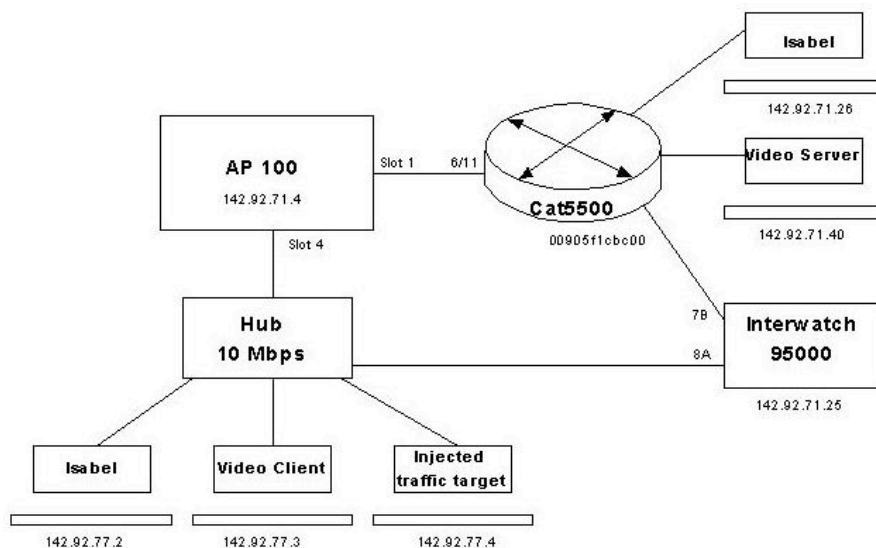 Isabel
142.92.71.26
AP 100
142.92.71.4
Slot 1
6/11
Video Server
142.92.71.40
Cat5500
00905f1cbc00
Slot 4
Hub
10 Mbps
7B
8A
Interwatch
95000
142.92.71.25
Isabel
142.92.77.2
Video Client
142.92.77.3
Injected
traffic target
142.92.77.4